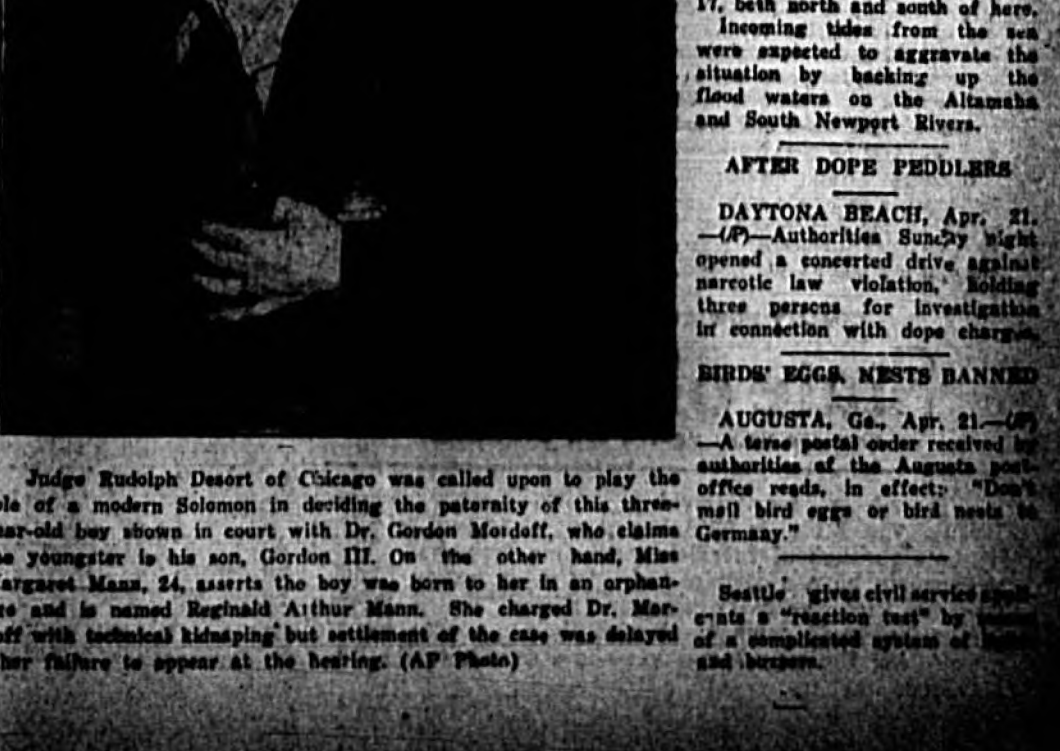 Judge Rudolph Desort of Chicago was called upon to play the
of a modern Solomon in deciding the paternity of this three-
ar-old boy shown in court with Dr. Gordon Mordoff, who claims
youngster is his son, Gordon III. On the other hand, Miss
argaret Mann, 24, asserts the boy was born to her in an orphan-
and is named Reginald Arthur Mann. She charged Dr. Mor-
off with technical kidnaping but settlement of the case was delayed
her failure to appear at the hearing. (AP Photo)
17, both north and south of here.
Incoming tides from the sea
were expected to aggravate the
situation by backing up the
flood waters on the Altamaha
and South Newport Rivers.
AFTER DOPE PEDDLERS
DAYTONA BEACH, Apr. 21.
—(AP)—Authorities Sunday night
opened a concerted drive against
narcotic law violation, holding
three persons for investigation
in connection with dope charges.
BIRDS' EGGS, NESTS BANNED
AUGUSTA, Ga., Apr. 21.—(AP)
—A terse postal order received by
authorities of the Augusta post-
office reads, in effect: "Don't
mail bird eggs or bird nests to
Germany."
Seattle gives civil service
a "reaction test" by
of a complicated system of
and buzzers.